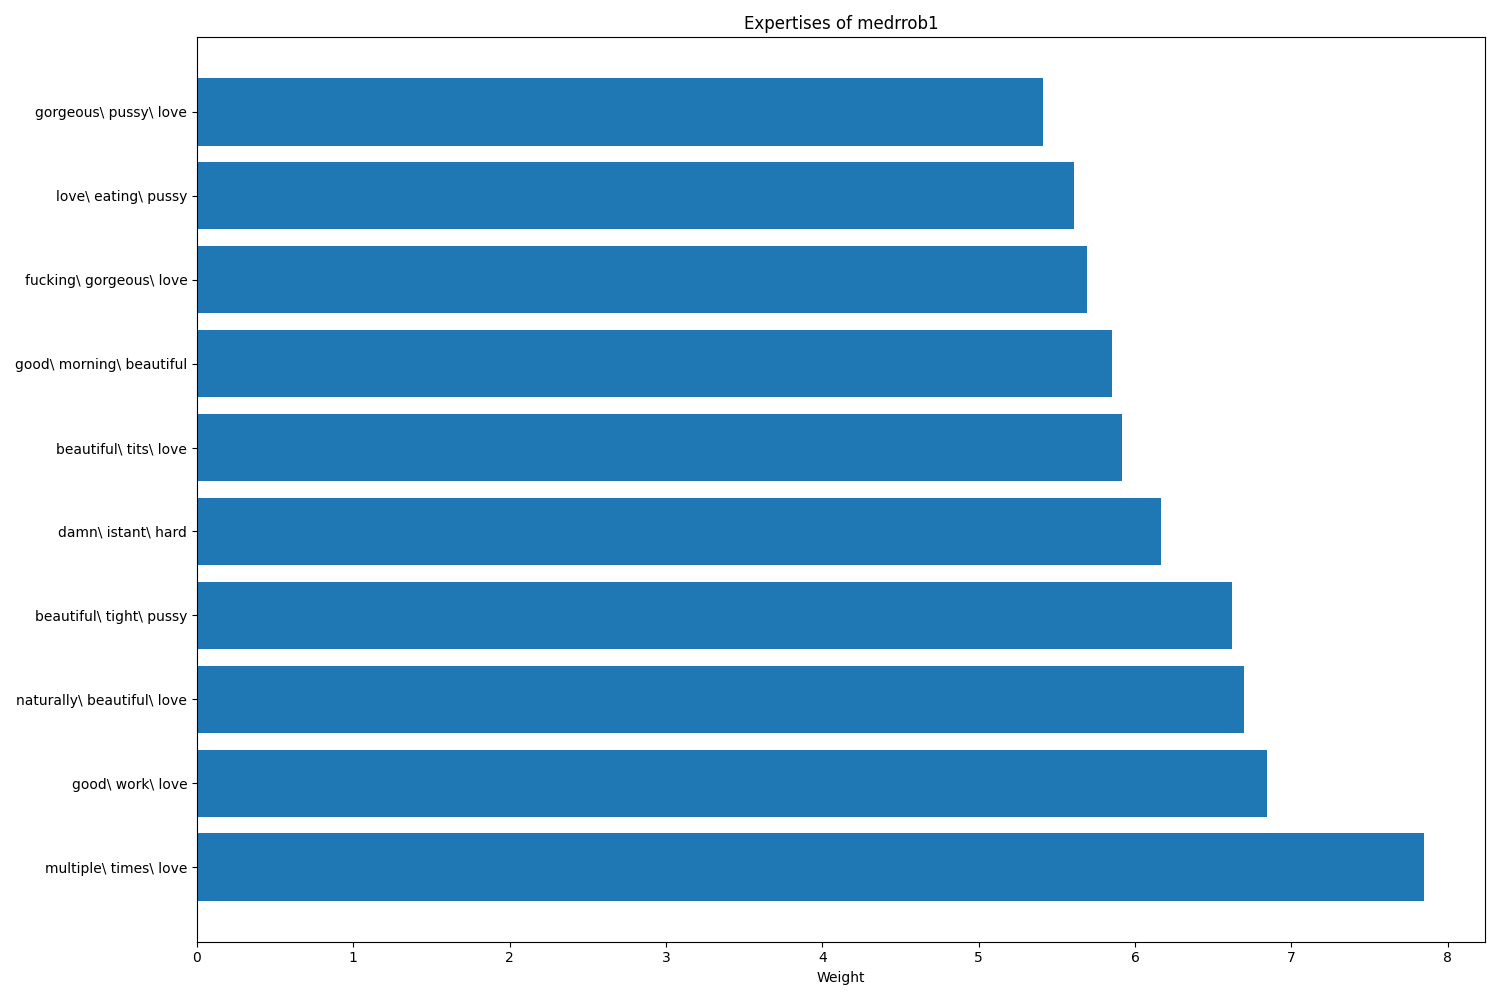 Expertises of medrrob1
gorgeous\ pussy\ love
love\ eating\ pussy
fucking\ gorgeous\ love
good\ morning\ beautiful
beautiful\ tits\ love
damn\ istant\ hard
beautiful\ tight\ pussy
naturally\ beautiful\ love
good\ work\ love
multiple\ times\ love
0 1 2 3 4 5 6 7 8
Weight